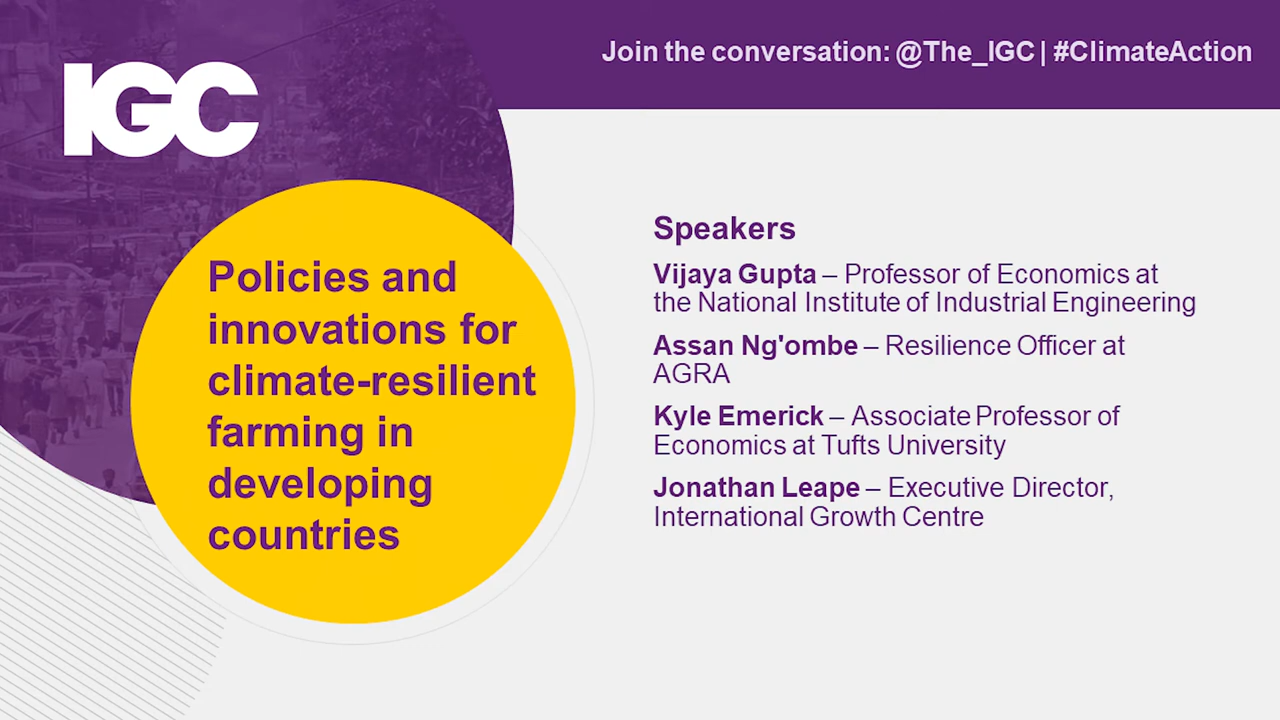 Join the conversation: @The_IGC | #ClimateAction
IGC
Policies and
innovations for
climate-resilient
farming in
developing
countries
Speakers
Vijaya Gupta – Professor of Economics at
the National Institute of Industrial Engineering
Assan Ng'ombe – Resilience Officer at
AGRA
Kyle Emerick – Associate Professor of
Economics at Tufts University
Jonathan Leape – Executive Director,
International Growth Centre